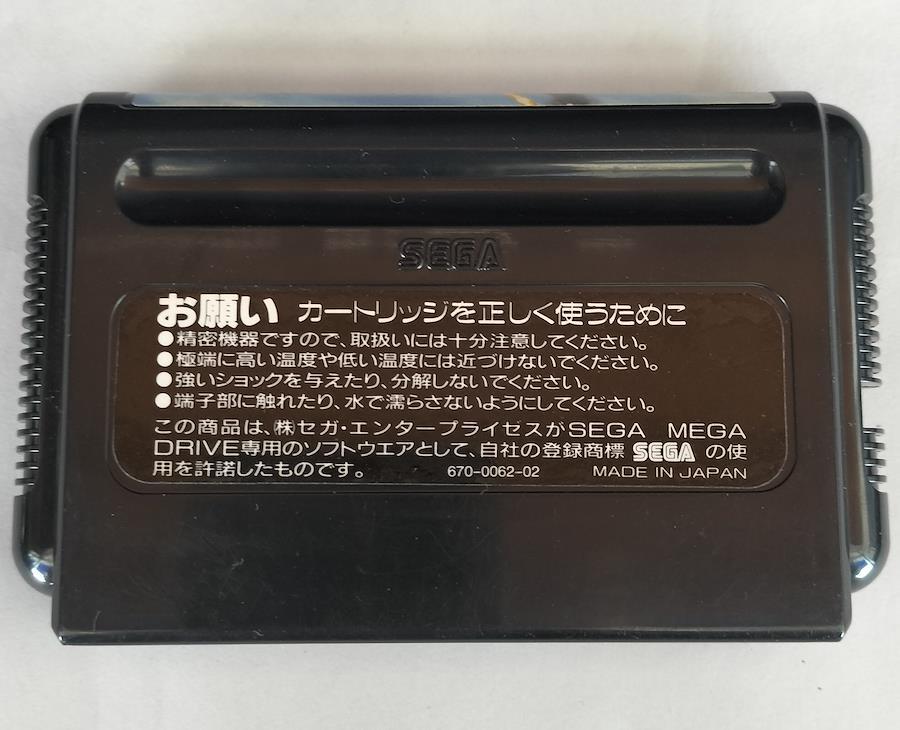 SEGA
お願い カートリッジを正しく使うために
●精密機器ですので、取扱いには十分注意してください。
●極端に高い温度や低い温度には近づけないでください。
●強いショックを与えたり、分解しないでください。
●端子部に触れたり、水で濡らさないようにしてください。
この商品は、㈱セガ・エンタープライゼスがSEGA MEGA
DRIVE専用のソフトウエアとして、自社の登録商標 SEGA の使
用を許諾したものです。 670-0062-02 MADE IN JAPAN